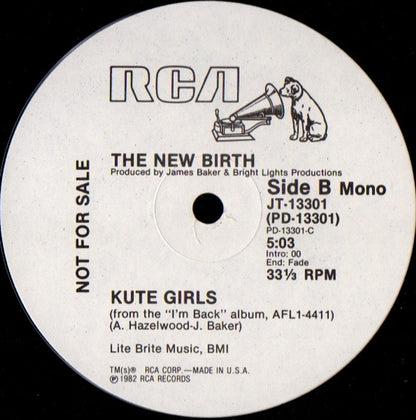 RCA
THE NEW BIRTH
Produced by James Baker & Bright Lights Productions
NOT FOR SALE
Side B Mono
JT-13301
(PD-13301)
PD-13301-C
5:03
Intro: 00
End: Fade
33⅓ RPM
KUTE GIRLS
(from the "I'm Back" album, AFL1-4411)
(A. Hazelwood-J. Baker)
Lite Brite Music, BMI
TM(s)® RCA CORP.—MADE IN U.S.A.
℗1982 RCA RECORDS